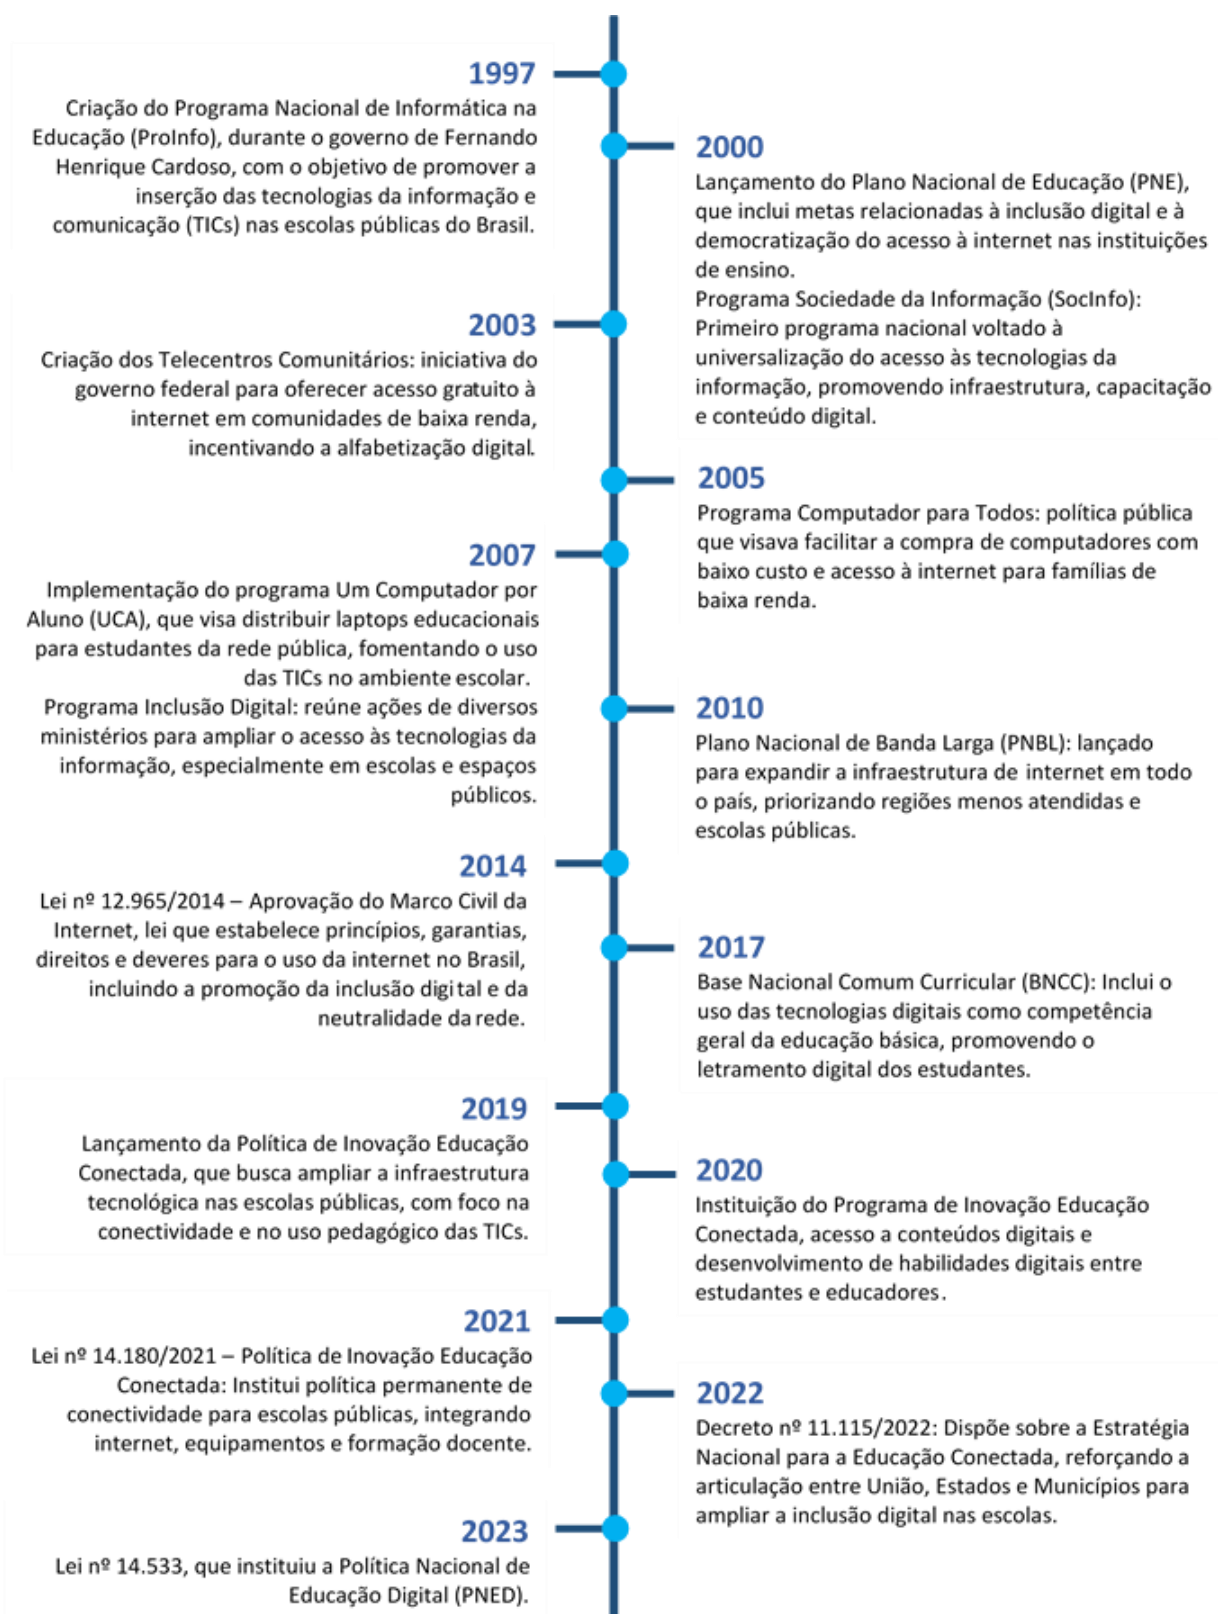 1997
Criação do Programa Nacional de Informática na
Educação (ProInfo), durante o governo de Fernando
Henrique Cardoso, com o objetivo de promover a
inserção das tecnologias da informação e
comunicação (TICs) nas escolas públicas do Brasil.
2000
Lançamento do Plano Nacional de Educação (PNE),
que inclui metas relacionadas à inclusão digital e à
democratização do acesso à internet nas instituições
de ensino.
Programa Sociedade da Informação (SocInfo):
Primeiro programa nacional voltado à
universalização do acesso às tecnologias da
informação, promovendo infraestrutura, capacitação
e conteúdo digital.
2003
Criação dos Telecentros Comunitários: iniciativa do
governo federal para oferecer acesso gratuito à
internet em comunidades de baixa renda,
incentivando a alfabetização digital.
2005
Programa Computador para Todos: política pública
que visava facilitar a compra de computadores com
baixo custo e acesso à internet para famílias de
baixa renda.
2007
Implementação do programa Um Computador por
Aluno (UCA), que visa distribuir laptops educacionais
para estudantes da rede pública, fomentando o uso
das TICs no ambiente escolar.
Programa Inclusão Digital: reúne ações de diversos
ministérios para ampliar o acesso às tecnologias da
informação, especialmente em escolas e espaços
públicos.
2010
Plano Nacional de Banda Larga (PNBL): lançado
para expandir a infraestrutura de internet em todo
o país, priorizando regiões menos atendidas e
escolas públicas.
2014
Lei nº 12.965/2014 – Aprovação do Marco Civil da
Internet, lei que estabelece princípios, garantias,
direitos e deveres para o uso da internet no Brasil,
incluindo a promoção da inclusão digital e da
neutralidade da rede.
2017
Base Nacional Comum Curricular (BNCC): Inclui o
uso das tecnologias digitais como competência
geral da educação básica, promovendo o
letramento digital dos estudantes.
2019
Lançamento da Política de Inovação Educação
Conectada, que busca ampliar a infraestrutura
tecnológica nas escolas públicas, com foco na
conectividade e no uso pedagógico das TICs.
2020
Instituição do Programa de Inovação Educação
Conectada, acesso a conteúdos digitais e
desenvolvimento de habilidades digitais entre
estudantes e educadores.
2021
Lei nº 14.180/2021 – Política de Inovação Educação
Conectada: Institui política permanente de
conectividade para escolas públicas, integrando
internet, equipamentos e formação docente.
2022
Decreto nº 11.115/2022: Dispõe sobre a Estratégia
Nacional para a Educação Conectada, reforçando a
articulação entre União, Estados e Municípios para
ampliar a inclusão digital nas escolas.
2023
Lei nº 14.533, que instituiu a Política Nacional de
Educação Digital (PNED).